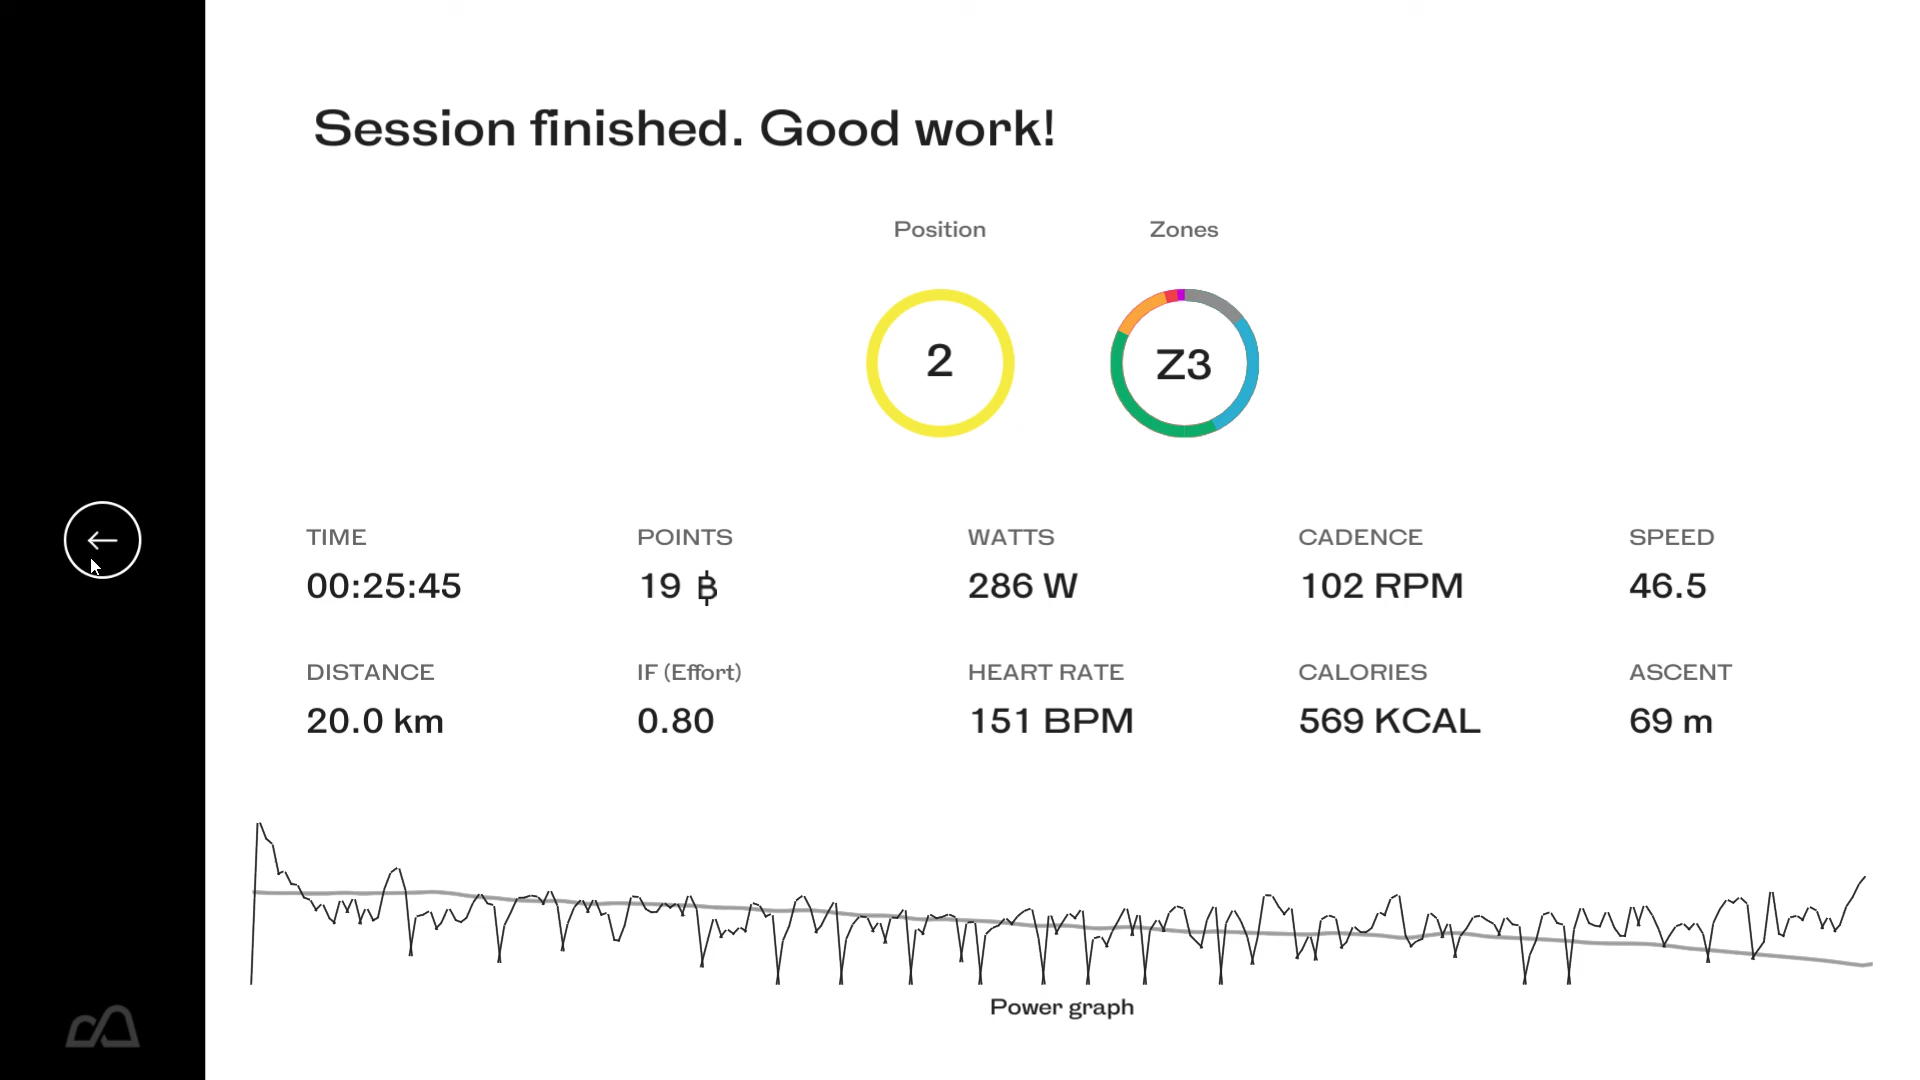 Session finished. Good work!
Position Zones
2 Z3
TIME POINTS WATTS CADENCE SPEED
00:25:45 19 ฿ 286 W 102 RPM 46.5
DISTANCE IF (Effort) HEART RATE CALORIES ASCENT
20.0 km 0.80 151 BPM 569 KCAL 69 m
Power graph